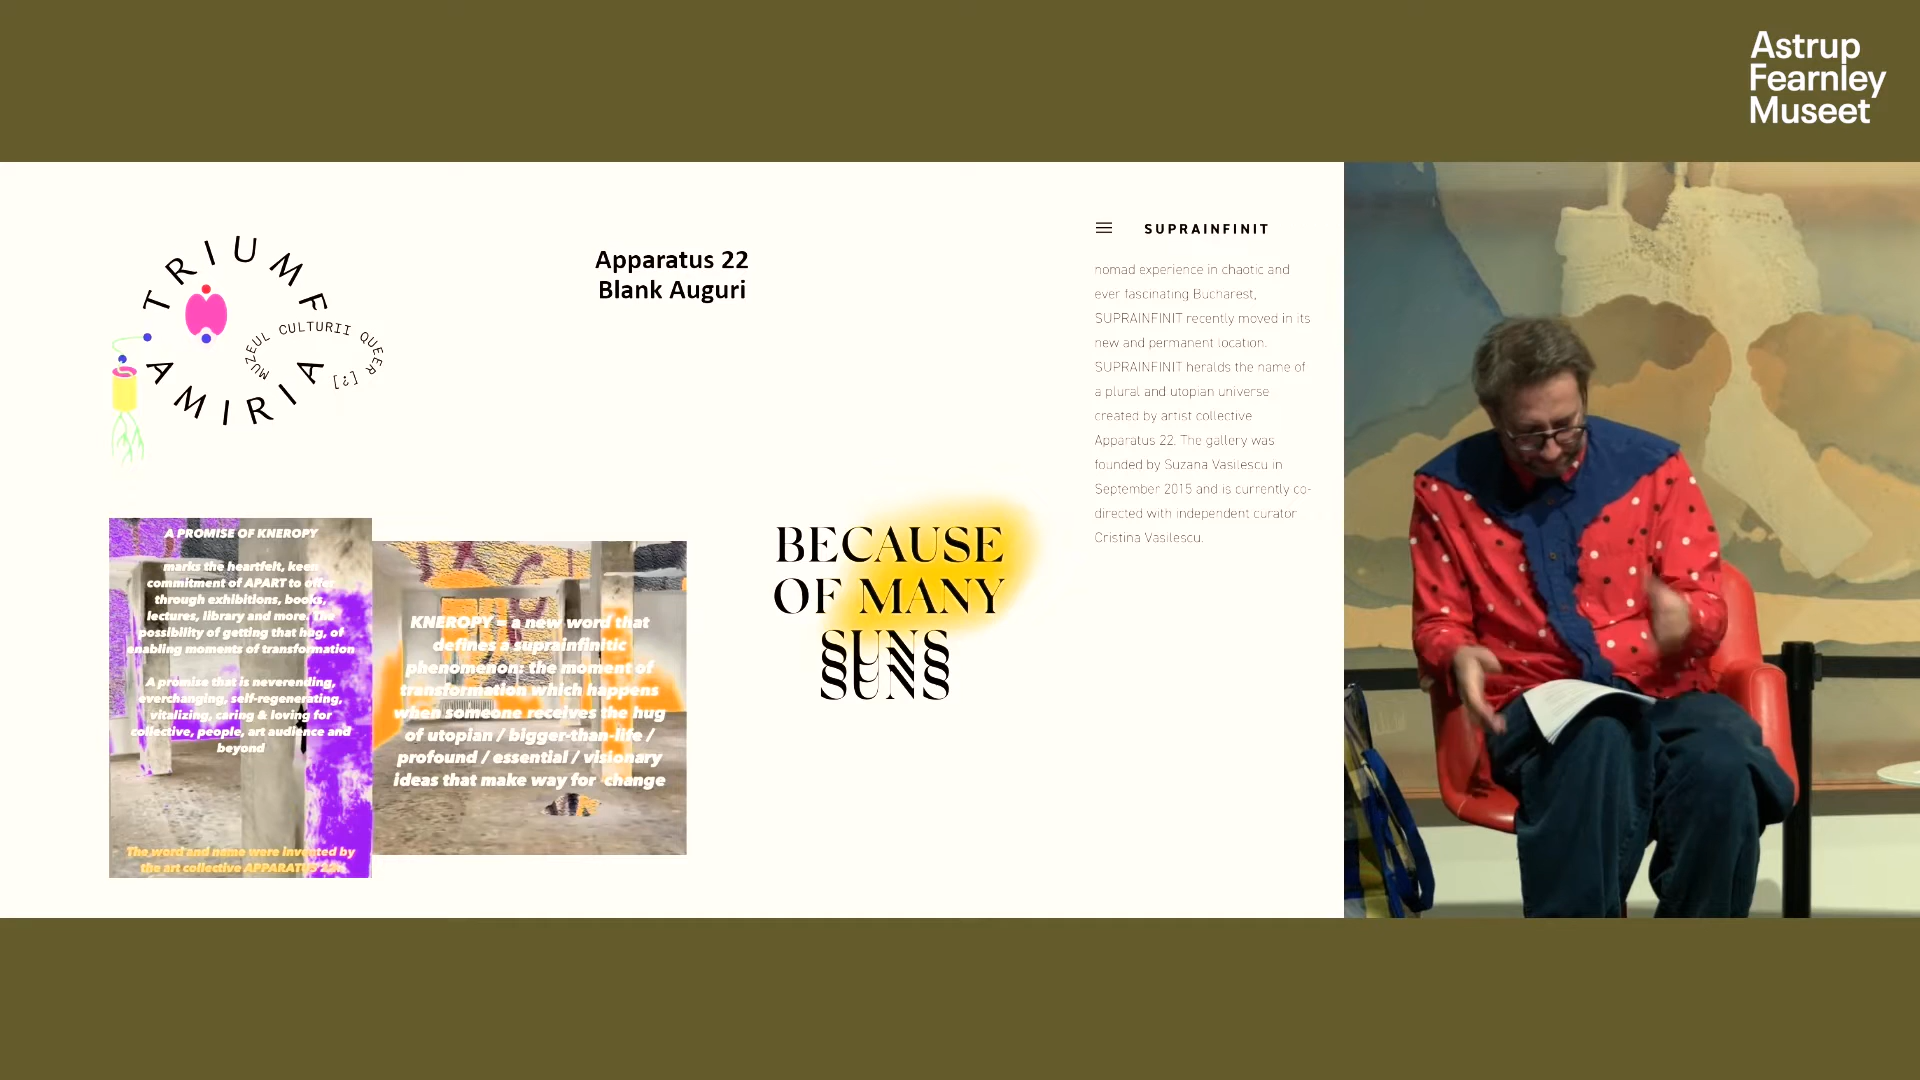 Astrup
Fearnley
Museet
TRIUMF
AMIRIA
MUZEUL CULTURII QUEER [?]
Apparatus 22
Blank Auguri
SUPRAINFINIT
nomad experience in chaotic and
ever fascinating Bucharest,
SUPRAINFINIT recently moved in its
new and permanent location.
SUPRAINFINIT heralds the name of
a plural and utopian universe
created by artist collective
Apparatus 22. The gallery was
founded by Suzana Vasilescu in
September 2015 and is currently co-
directed with independent curator
Cristina Vasilescu.
A PROMISE OF KNEROPY
marks the heartfelt, keen
commitment of APART to offer
through exhibitions, books,
lectures, library and more. The
possibility of getting that hug, of
enabling moments of transformation
A promise that is neverending,
everchanging, self-regenerating,
vitalizing, caring & loving for
collective, people, art audience and
beyond
The word and name were invented by
the art collective APPARATUS 22.
KNEROPY = a new word that
defines a suprainfinitic
phenomenon: the moment of
transformation which happens
when someone receives the hug
of utopian / bigger-than-life /
profound / essential / visionary
ideas that make way for change
BECAUSE
OF MANY
SUNS
SUNS